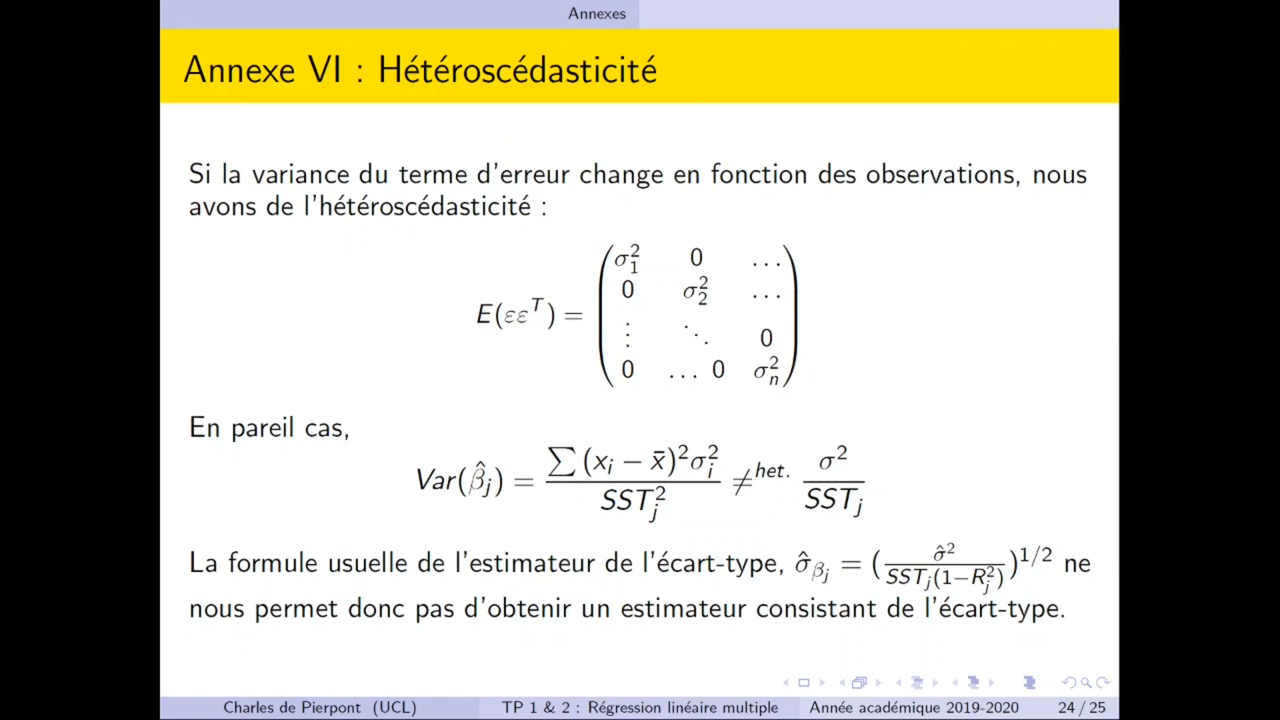 Annexes
Annexe VI : Hétéroscédasticité
Si la variance du terme d'erreur change en fonction des observations, nous
avons de l'hétéroscédasticité :
σ₁² 0 …
0 σ₂² …
E(εεᵀ) =
⋮ ⋱ 0
0 … 0 σₙ²
En pareil cas,
Var(β̂ⱼ) = ∑(xᵢ − x̄)²σᵢ² / SSTⱼ² ≠ʰᵉᵗ· σ² / SSTⱼ
La formule usuelle de l'estimateur de l'écart-type, σ̂_βⱼ = (σ̂² / SSTⱼ(1−Rⱼ²))^1/2 ne
nous permet donc pas d'obtenir un estimateur consistant de l'écart-type.
Charles de Pierpont (UCL) TP 1 & 2 : Régression linéaire multiple Année académique 2019-2020 24 / 25